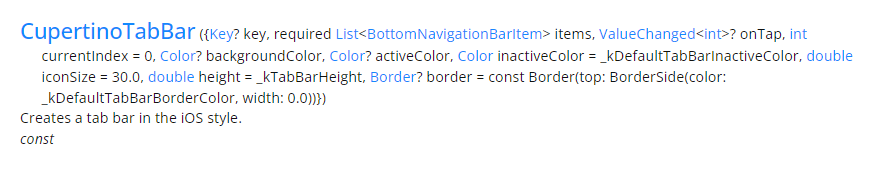 CupertinoTabBar ({Key? key, required List<BottomNavigationBarItem> items, ValueChanged<int>? onTap, int
currentIndex = 0, Color? backgroundColor, Color? activeColor, Color inactiveColor = _kDefaultTabBarInactiveColor, double
iconSize = 30.0, double height = _kTabBarHeight, Border? border = const Border(top: BorderSide(color:
_kDefaultTabBarBorderColor, width: 0.0))})
Creates a tab bar in the iOS style.
const